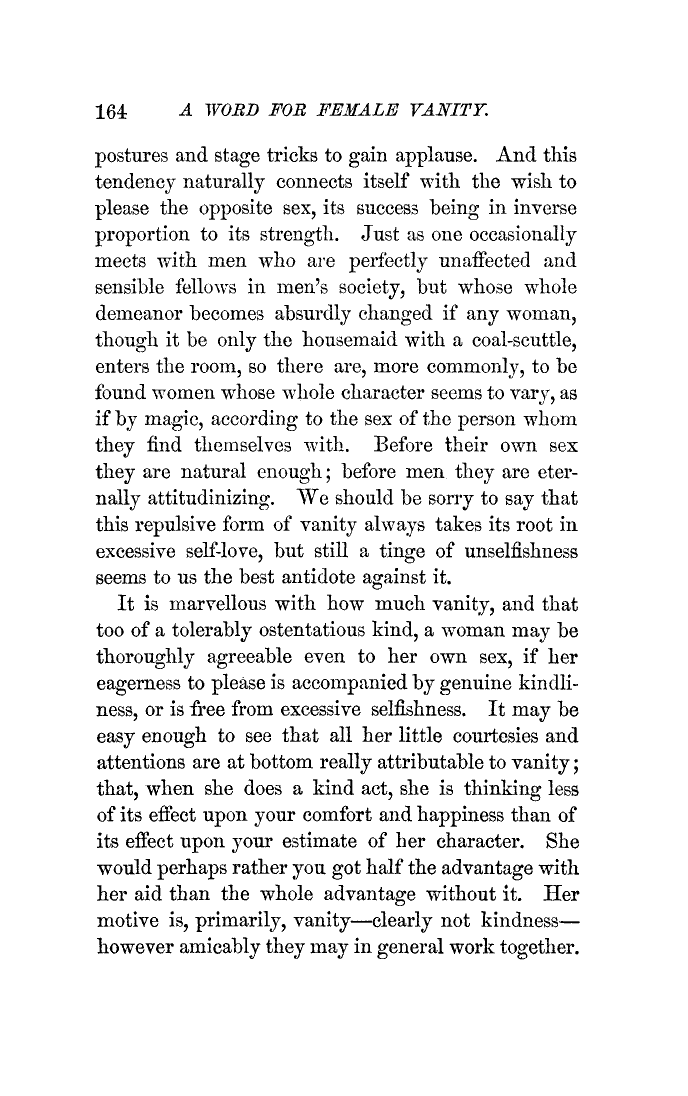 164 A WORD FOR FEMALE VANITY.
postures and stage tricks to gain applause. And this
tendency naturally connects itself with the wish to
please the opposite sex, its success being in inverse
proportion to its strength. Just as one occasionally
meets with men who are perfectly unaffected and
sensible fellows in men's society, but whose whole
demeanor becomes absurdly changed if any woman,
though it be only the housemaid with a coal-scuttle,
enters the room, so there are, more commonly, to be
found women whose whole character seems to vary, as
if by magic, according to the sex of the person whom
they find themselves with. Before their own sex
they are natural enough; before men they are eter-
nally attitudinizing. We should be sorry to say that
this repulsive form of vanity always takes its root in
excessive self-love, but still a tinge of unselfishness
seems to us the best antidote against it.
It is marvellous with how much vanity, and that
too of a tolerably ostentatious kind, a woman may be
thoroughly agreeable even to her own sex, if her
eagerness to please is accompanied by genuine kindli-
ness, or is free from excessive selfishness. It may be
easy enough to see that all her little courtesies and
attentions are at bottom really attributable to vanity;
that, when she does a kind act, she is thinking less
of its effect upon your comfort and happiness than of
its effect upon your estimate of her character. She
would perhaps rather you got half the advantage with
her aid than the whole advantage without it. Her
motive is, primarily, vanity—clearly not kindness—
however amicably they may in general work together.